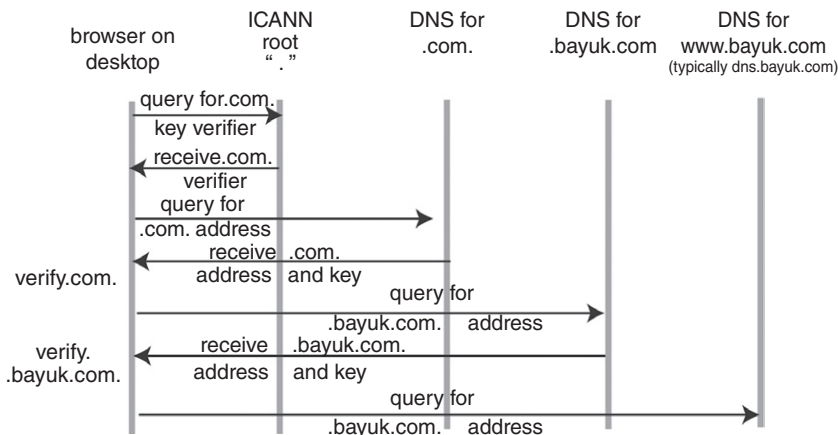 browser on
desktop
ICANN
root
“ . ”
DNS for
.com.
DNS for
.bayuk.com
DNS for
www.bayuk.com
(typically dns.bayuk.com)
query for.com.
key verifier
receive.com.
verifier
query for
.com. address
receive .com.
address and key
verify.com.
query for
.bayuk.com. address
receive .bayuk.com.
address and key
verify.
.bayuk.com.
query for
.bayuk.com. address